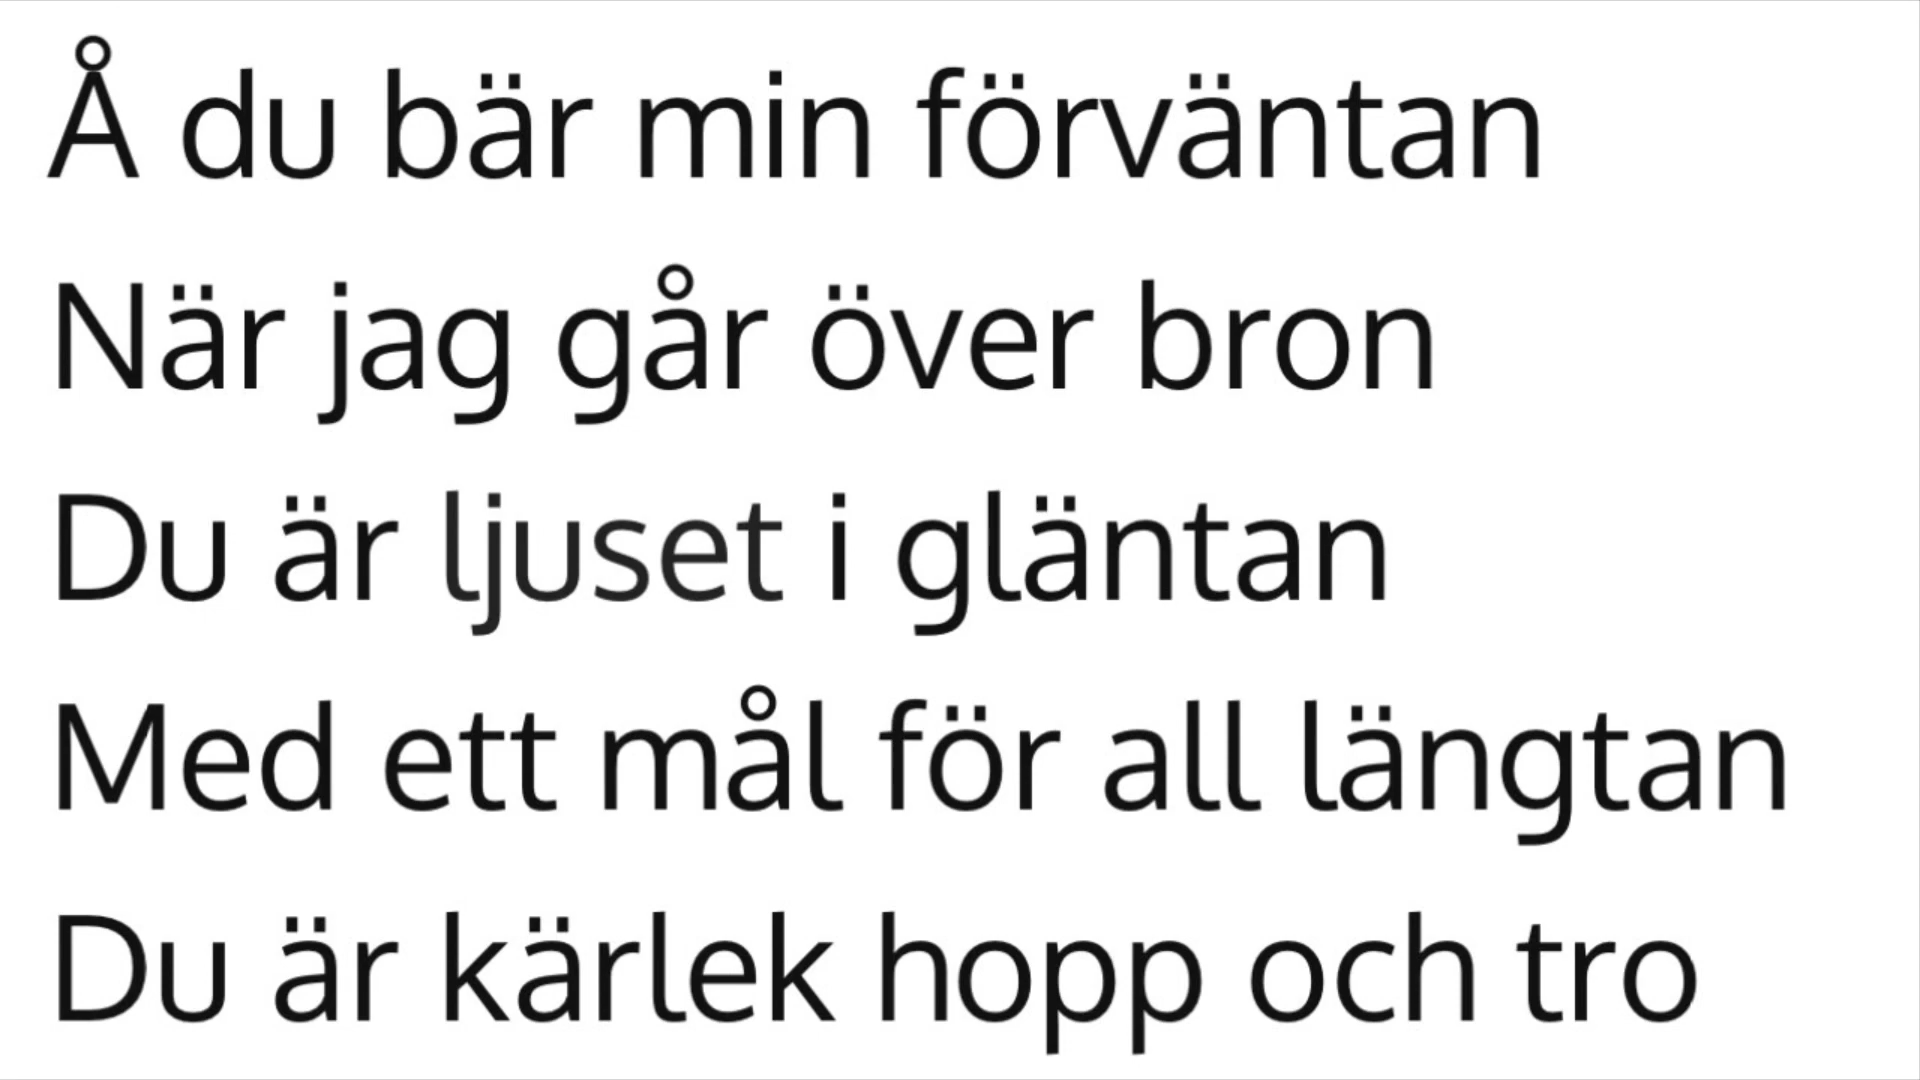 Å du bär min förväntan
När jag går över bron
Du är ljuset i gläntan
Med ett mål för all längtan
Du är kärlek hopp och tro